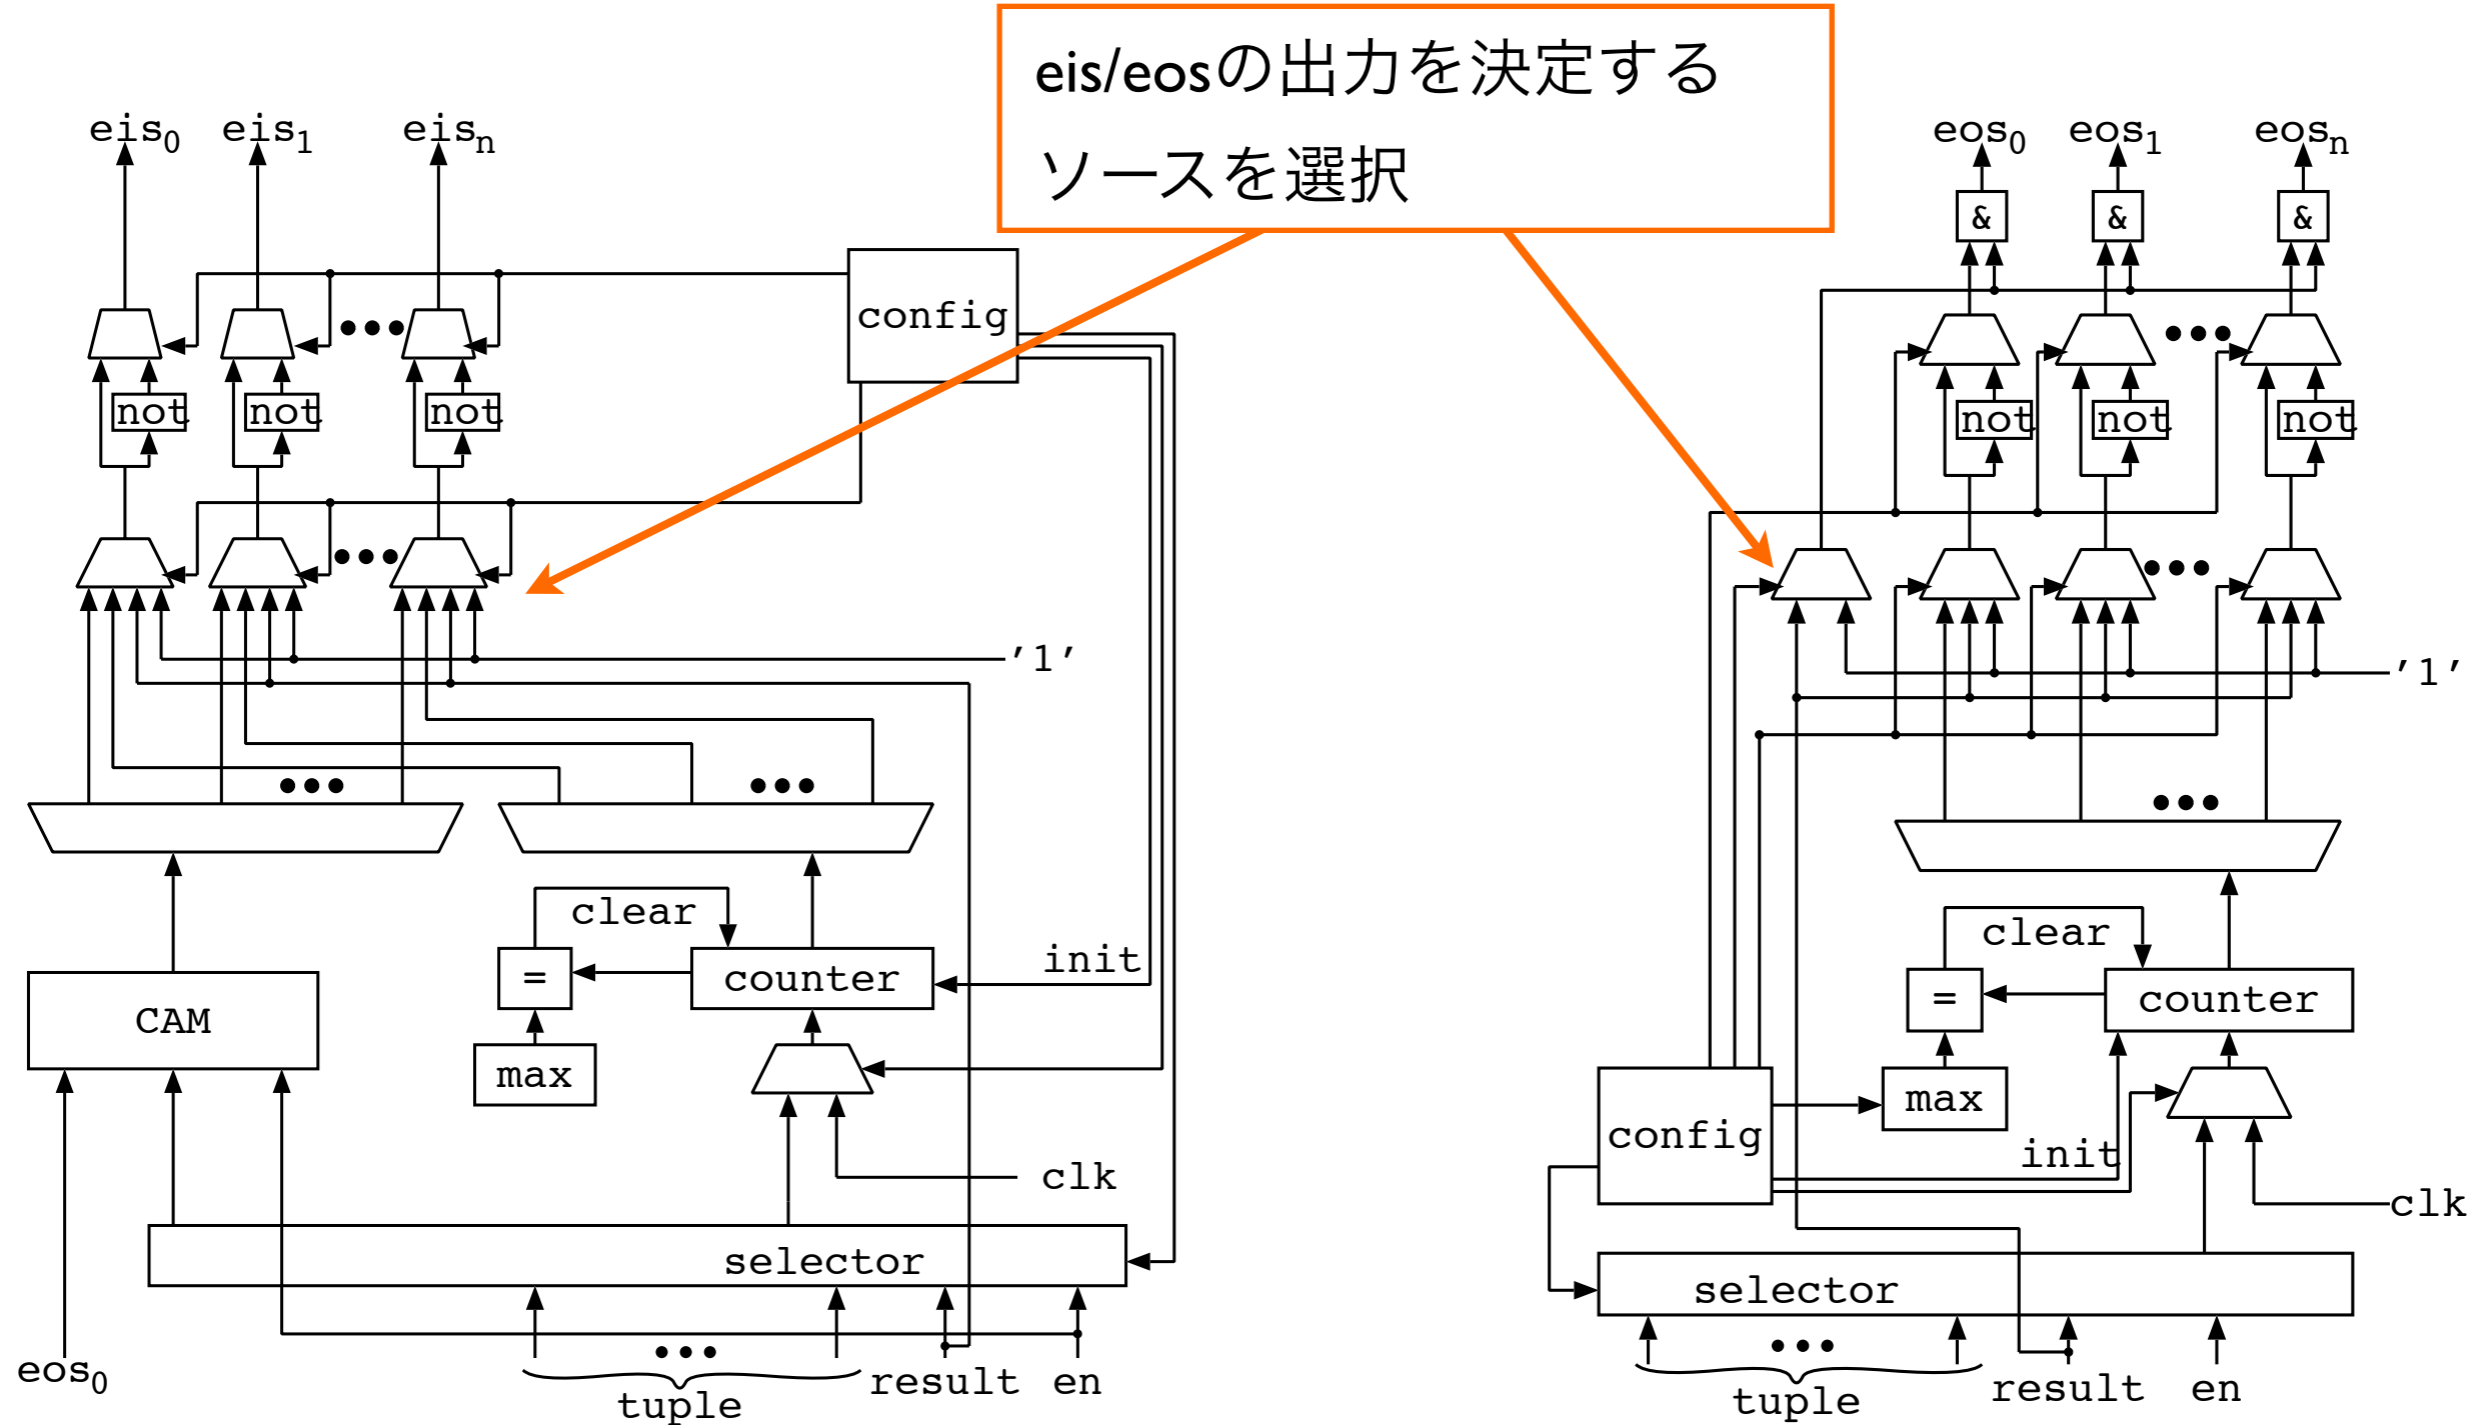 eis/eosの出力を決定する
ソースを選択
eis0 eis1 eisn
config
not not not
'1'
clear
= counter init
CAM
max
clk
selector
eos0
tuple result en
eos0 eos1 eosn
& & &
not not not
'1'
clear
= counter
max
config
init
clk
selector
tuple result en